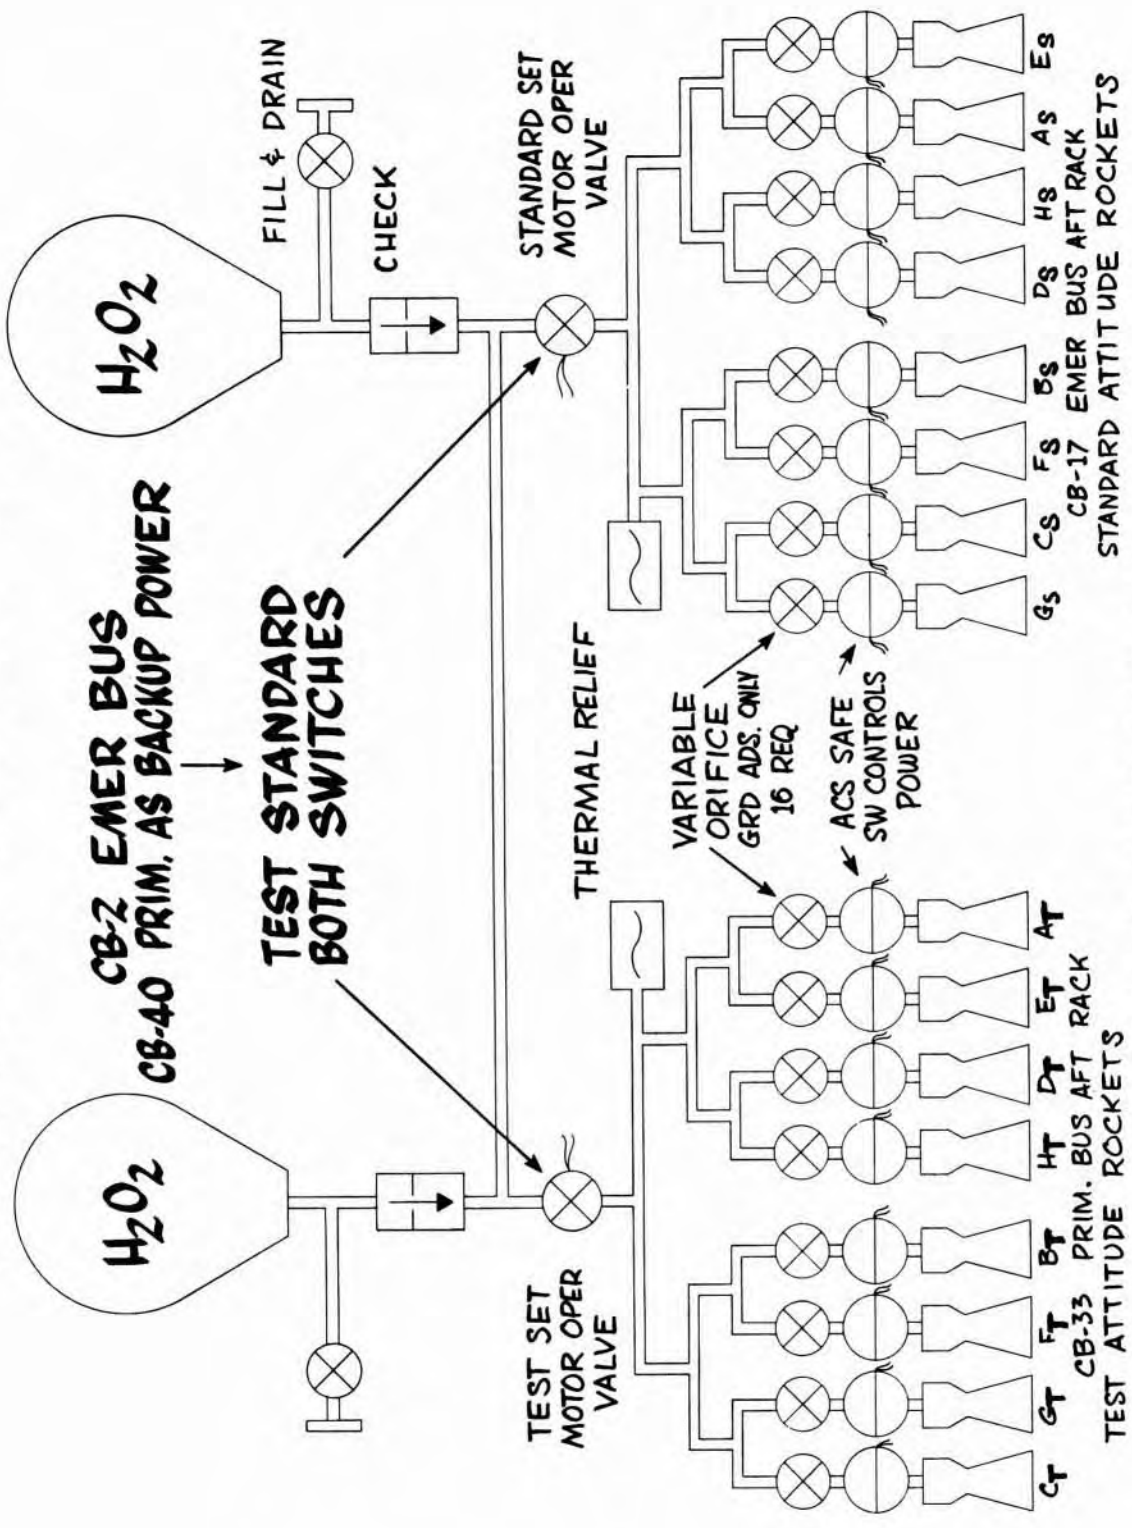 CB-2 EMER BUS
CB-40 PRIM. AS BACKUP POWER
TEST STANDARD
BOTH SWITCHES
H2O2
H2O2
FILL & DRAIN
CHECK
TEST SET
MOTOR OPER
VALVE
STANDARD SET
MOTOR OPER
VALVE
THERMAL RELIEF
VARIABLE
ORIFICE
GRD ADS. ONLY
16 REQ
ACS SAFE
SW CONTROLS
POWER
CT GT FT BT HT DT ET AT
CB-33 PRIM. BUS AFT RACK
TEST ATTITUDE ROCKETS
GS CS FS BS DS HS AS ES
CB-17 EMER BUS AFT RACK
STANDARD ATTITUDE ROCKETS